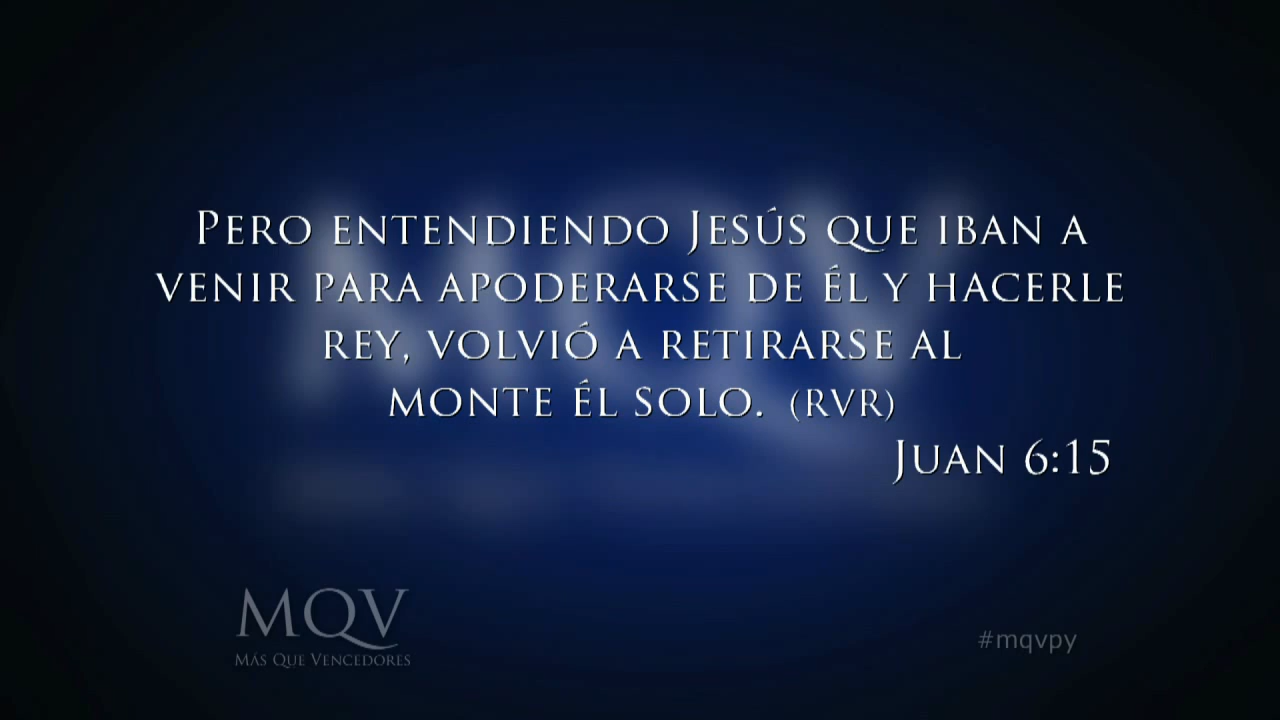 Pero entendiendo Jesús que iban a
venir para apoderarse de él y hacerle
rey, volvió a retirarse al
monte él solo. (RVR)
Juan 6:15
MQV
Más Que Vencedores
#mqvpy